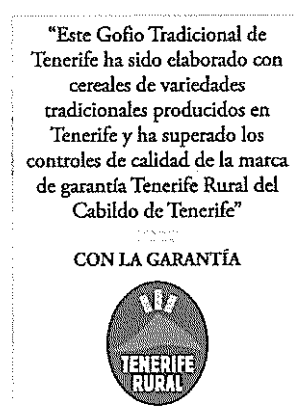 “Este Gofio Tradicional de
Tenerife ha sido elaborado con
cereales de variedades
tradicionales producidos en
Tenerife y ha superado los
controles de calidad de la marca
de garantía Tenerife Rural del
Cabildo de Tenerife”
CON LA GARANTÍA
TENERIFE
RURAL